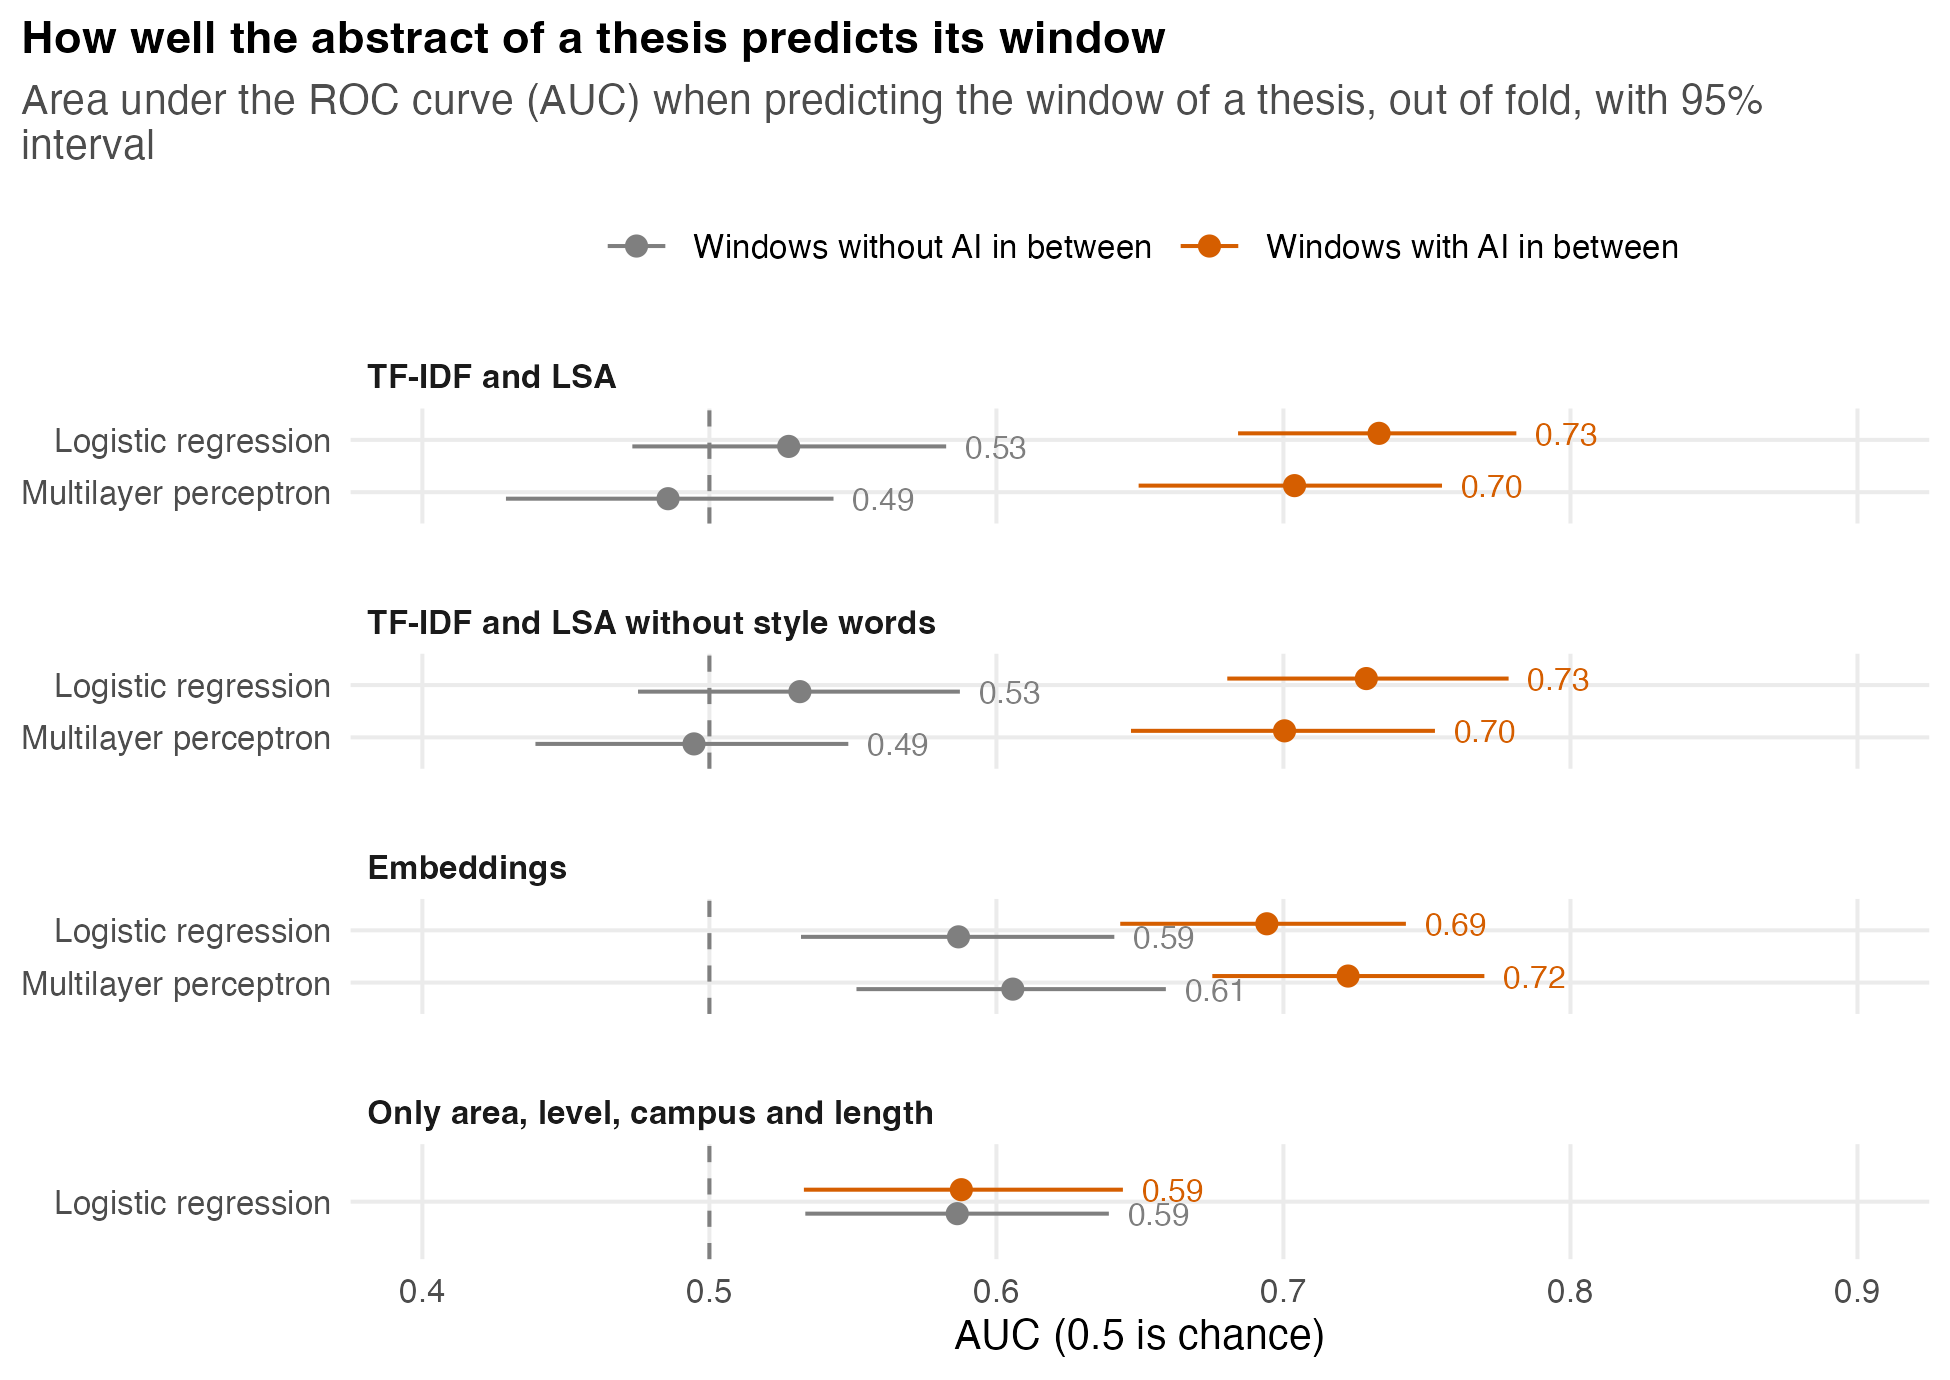 How well the abstract of a thesis predicts its window
Area under the ROC curve (AUC) when predicting the window of a thesis, out of fold, with 95%
interval
Windows without AI in between
Windows with AI in between
TF-IDF and LSA
Logistic regression
0.53
0.73
Multilayer perceptron
0.49
0.70
TF-IDF and LSA without style words
Logistic regression
0.53
0.73
Multilayer perceptron
0.49
0.70
Embeddings
Logistic regression
0.59
0.69
Multilayer perceptron
0.61
0.72
Only area, level, campus and length
Logistic regression
0.59
0.59
0.4 0.5 0.6 0.7 0.8 0.9
AUC (0.5 is chance)